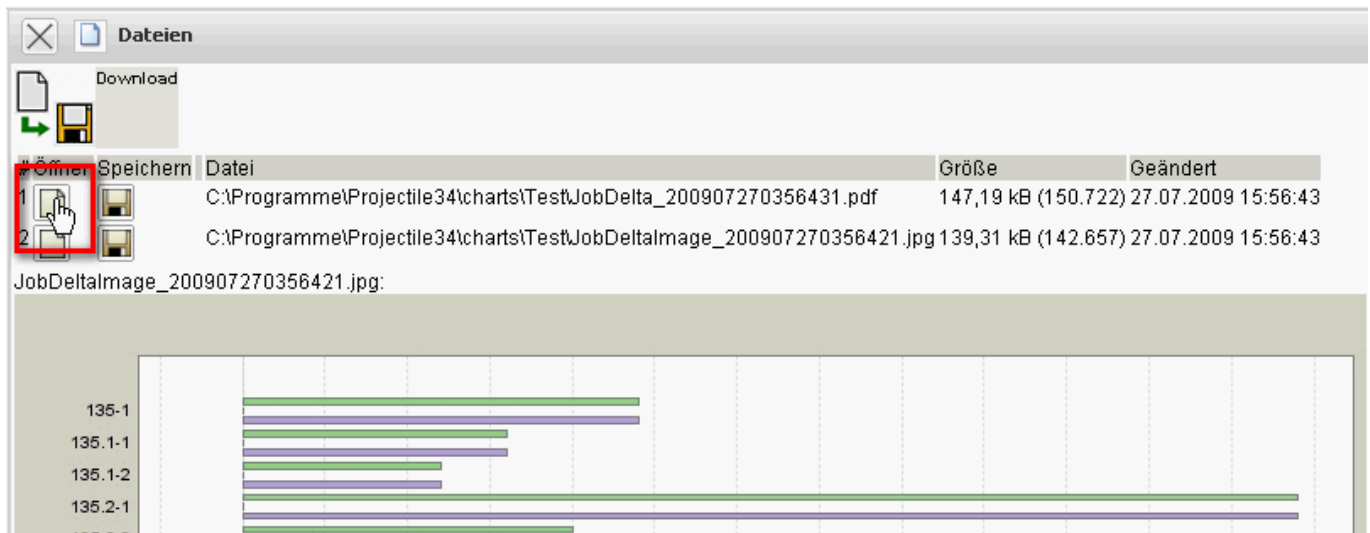 Dateien
Download
# Öffnen Speichern Datei Größe Geändert
1 C:\Programme\Projectile34\charts\Test\JobDelta_200907270356431.pdf 147,19 kB (150.722) 27.07.2009 15:56:43
2 C:\Programme\Projectile34\charts\Test\JobDeltaImage_200907270356421.jpg 139,31 kB (142.657) 27.07.2009 15:56:43
JobDeltaImage_200907270356421.jpg:
135-1
135.1-1
135.1-2
135.2-1